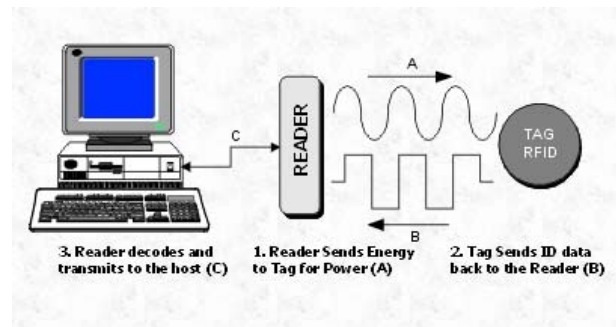 A
C
READER
TAG
RFID
B
3. Reader decodes and
transmits to the host (C)
1. Reader Sends Energy
to Tag for Power (A)
2. Tag Sends ID data
back to the Reader (B)